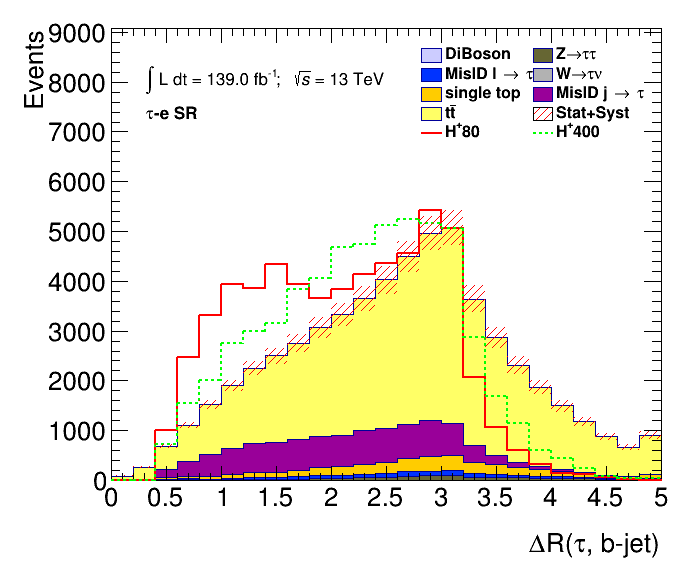 Events
9000
8000
7000
6000
5000
4000
3000
2000
1000
0
∫ L dt = 139.0 fb⁻¹; √s = 13 TeV
τ-e SR
DiBoson
Z→ττ
MisID l → τ
W→τν
single top
MisID j → τ
tt̄
Stat+Syst
H⁺80
H⁺400
0 0.5 1 1.5 2 2.5 3 3.5 4 4.5 5
ΔR(τ, b-jet)